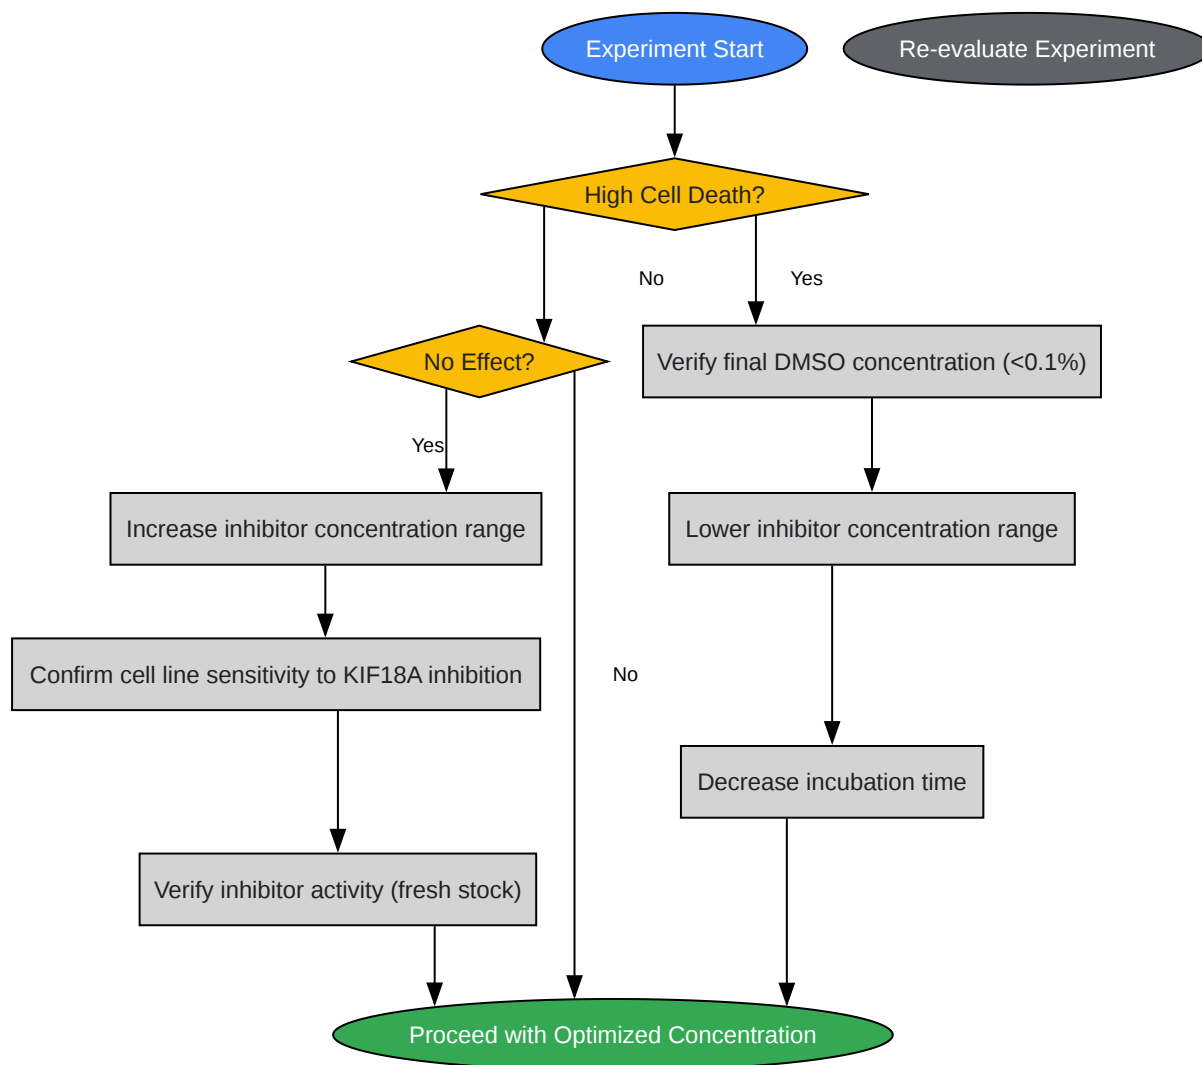 Experiment Start
Re-evaluate Experiment
High Cell Death?
No
Yes
No Effect?
Verify final DMSO concentration (<0.1%)
Yes
Increase inhibitor concentration range
Lower inhibitor concentration range
Confirm cell line sensitivity to KIF18A inhibition
No
Decrease incubation time
Verify inhibitor activity (fresh stock)
Proceed with Optimized Concentration